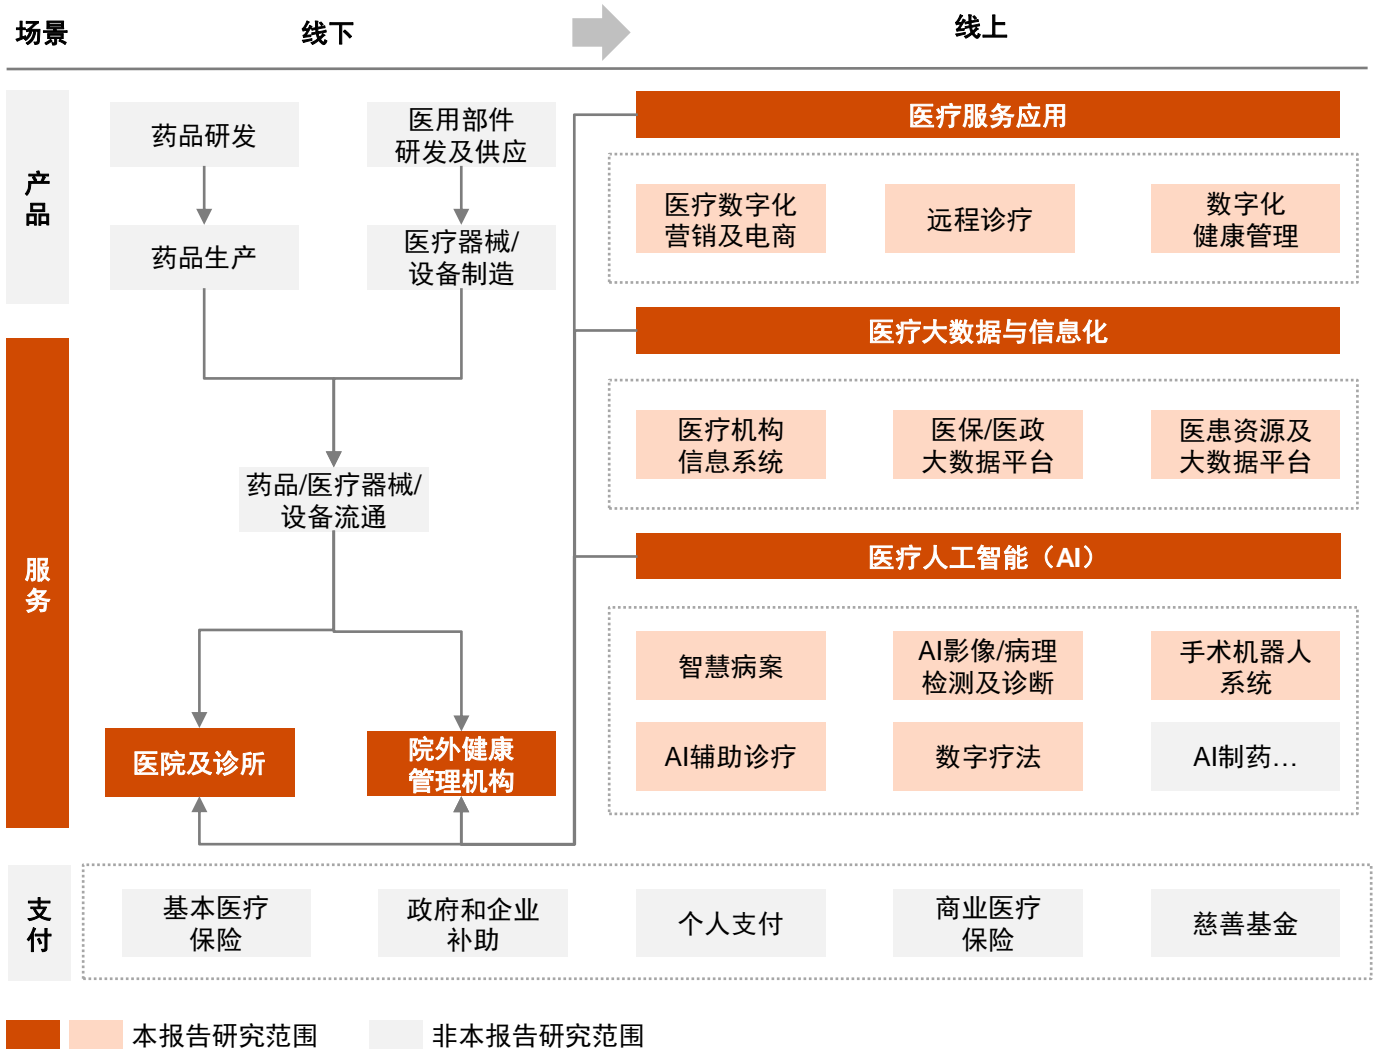 场景
线下
线上
产
品
药品研发
医用部件
研发及供应
药品生产
医疗器械/
设备制造
医疗服务应用
医疗数字化
营销及电商
远程诊疗
数字化
健康管理
医疗大数据与信息化
医疗机构
信息系统
医保/医政
大数据平台
医患资源及
大数据平台
服
务
药品/医疗器械/
设备流通
医院及诊所
院外健康
管理机构
医疗人工智能（AI）
智慧病案
AI影像/病理
检测及诊断
手术机器人
系统
AI辅助诊疗
数字疗法
AI制药...
支
付
基本医疗
保险
政府和企业
补助
个人支付
商业医疗
保险
慈善基金
本报告研究范围
非本报告研究范围